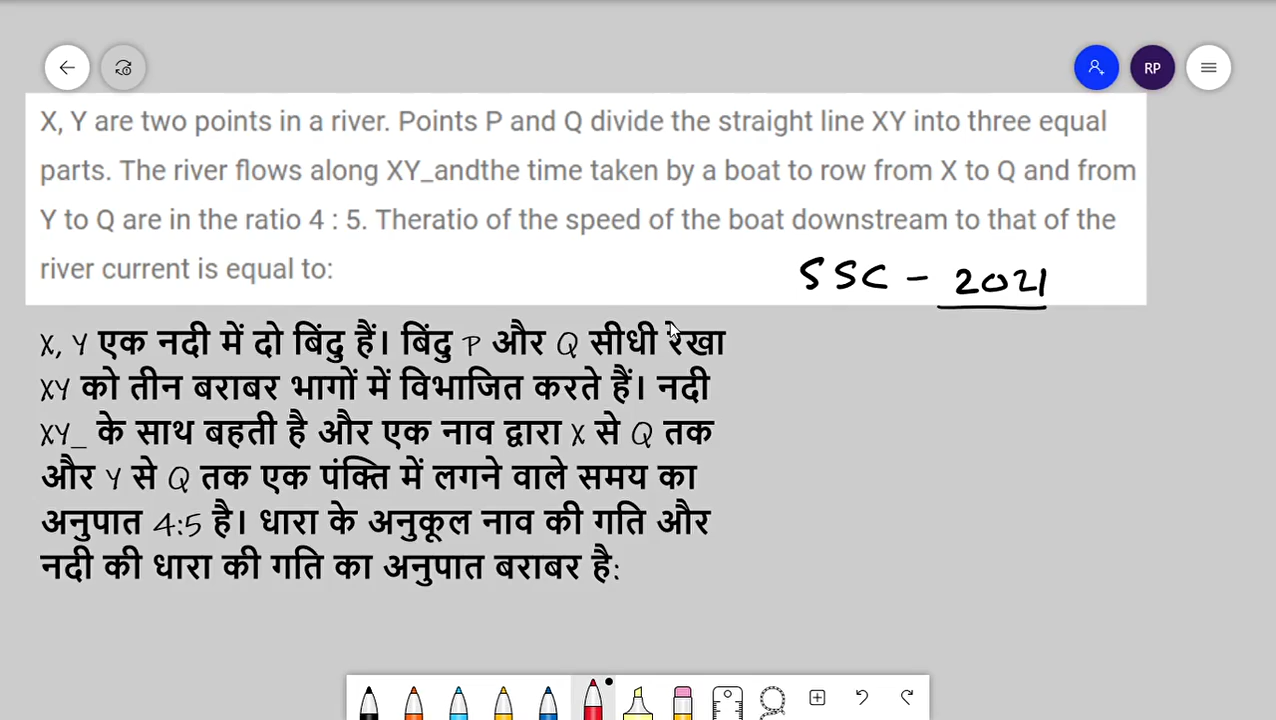 RP
X, Y are two points in a river. Points P and Q divide the straight line XY into three equal
parts. The river flows along XY_andthe time taken by a boat to row from X to Q and from
Y to Q are in the ratio 4 : 5. Theratio of the speed of the boat downstream to that of the
river current is equal to:
SSC - 2021
X, Y एक नदी में दो बिंदु हैं। बिंदु P और Q सीधी रेखा
XY को तीन बराबर भागों में विभाजित करते हैं। नदी
XY_ के साथ बहती है और एक नाव द्वारा X से Q तक
और Y से Q तक एक पंक्ति में लगने वाले समय का
अनुपात 4:5 है। धारा के अनुकूल नाव की गति और
नदी की धारा की गति का अनुपात बराबर है: